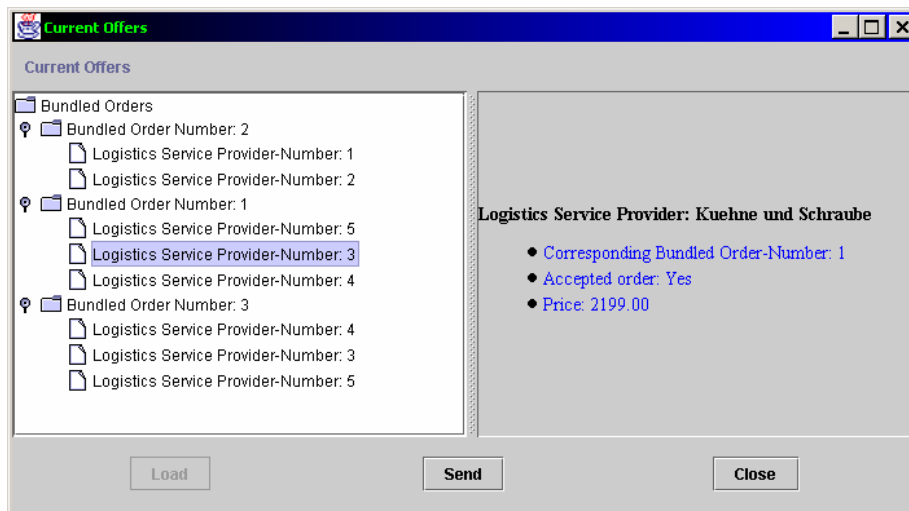 Current Offers
Current Offers
Bundled Orders
Bundled Order Number: 2
Logistics Service Provider-Number: 1
Logistics Service Provider-Number: 2
Bundled Order Number: 1
Logistics Service Provider-Number: 5
Logistics Service Provider-Number: 3
Logistics Service Provider-Number: 4
Bundled Order Number: 3
Logistics Service Provider-Number: 4
Logistics Service Provider-Number: 3
Logistics Service Provider-Number: 5
Logistics Service Provider: Kuehne und Schraube
Corresponding Bundled Order-Number: 1
Accepted order: Yes
Price: 2199.00
Load
Send
Close